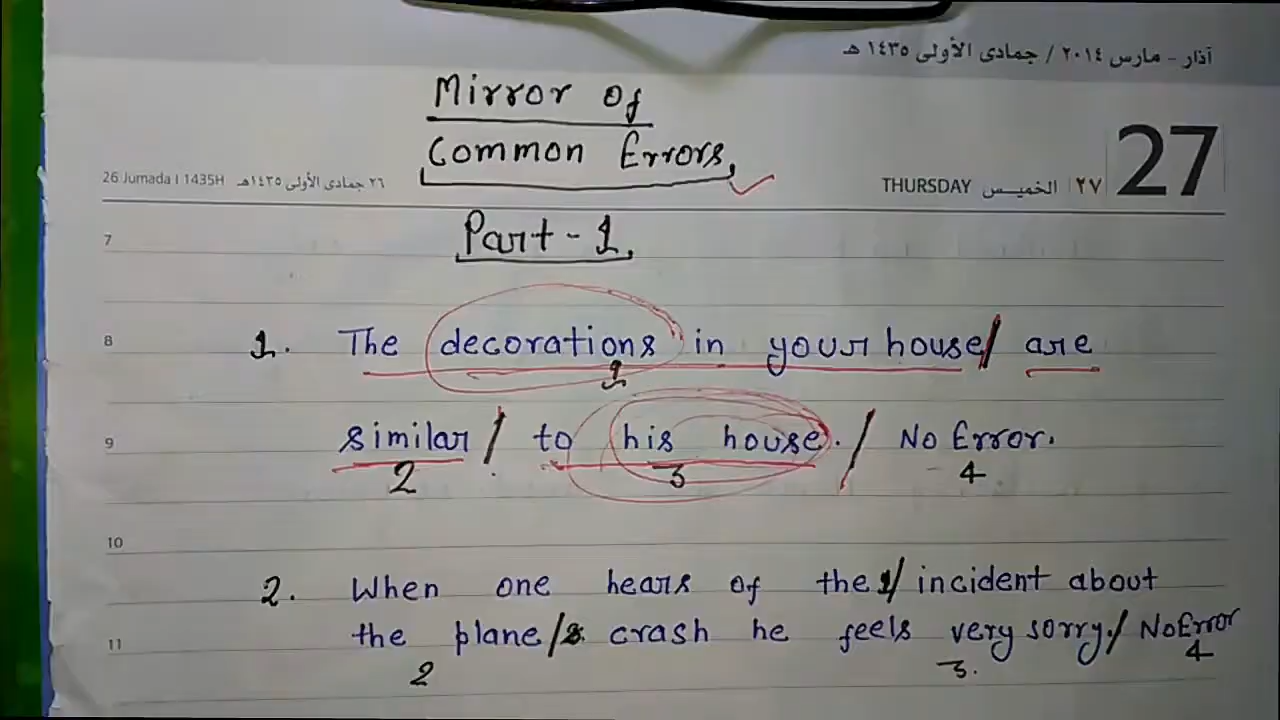 آذار - مارس ٢٠١٤ / جمادى الأولى ١٤٣٥ هـ
Mirror of
Common Errors,
26 Jumada I 1435H ٢٦ جمادى الأولى ١٤٣٥هـ
THURSDAY الخميس ٢٧ 27
7
Part-1.
8 1. The decorations in your house/ are
1
9 similar / to his house. / No Error.
2 3 4
10
2. When one hears of the 1/ incident about
11 the plane/ crash he feels very sorry./ No Error
2 3. 4